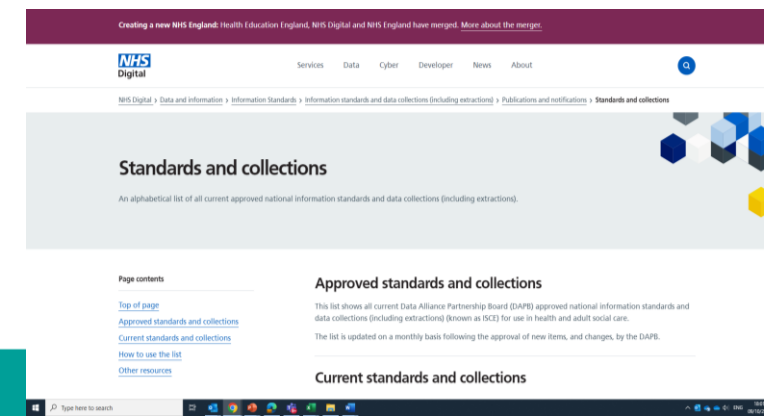 Creating a new NHS England: Health Education England, NHS Digital and NHS England have merged. More about the merger.
NHS
Digital
Services Data Cyber Developer News About
NHS Digital > Data and information > Information Standards > Information standards and data collections (including extractions) > Publications and notifications > Standards and collections
Standards and collections
An alphabetical list of all current approved national information standards and data collections (including extractions).
Page contents
Top of page
Approved standards and collections
Current standards and collections
How to use the list
Other resources
Approved standards and collections
This list shows all current Data Alliance Partnership Board (DAPB) approved national information standards and
data collections (including extractions) (known as ISCE) for use in health and adult social care.
The list is updated on a monthly basis following the approval of new items, and changes, by the DAPB.
Current standards and collections
Type here to search
ENG